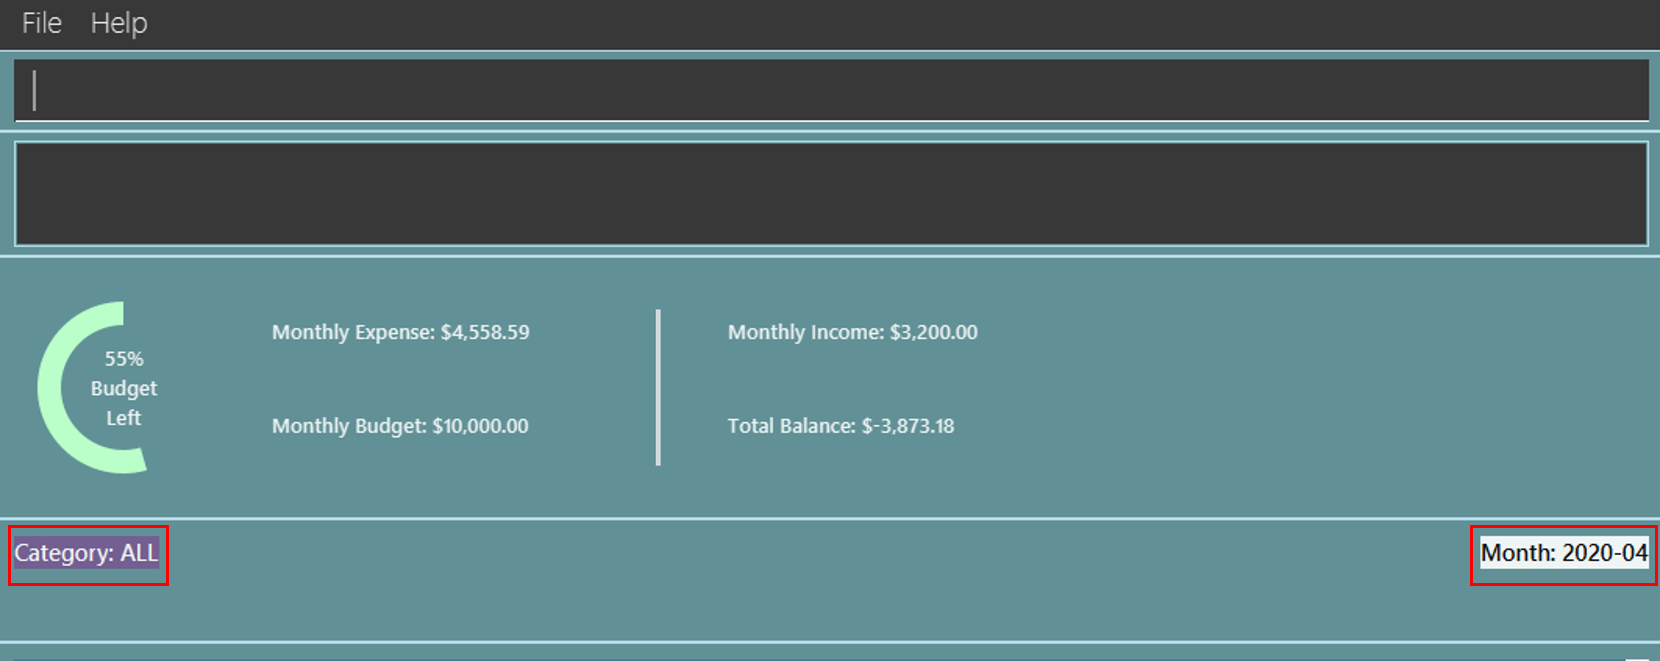 File Help
55%
Budget
Left
Monthly Expense: $4,558.59
Monthly Budget: $10,000.00
Monthly Income: $3,200.00
Total Balance: $-3,873.18
Category: ALL
Month: 2020-04